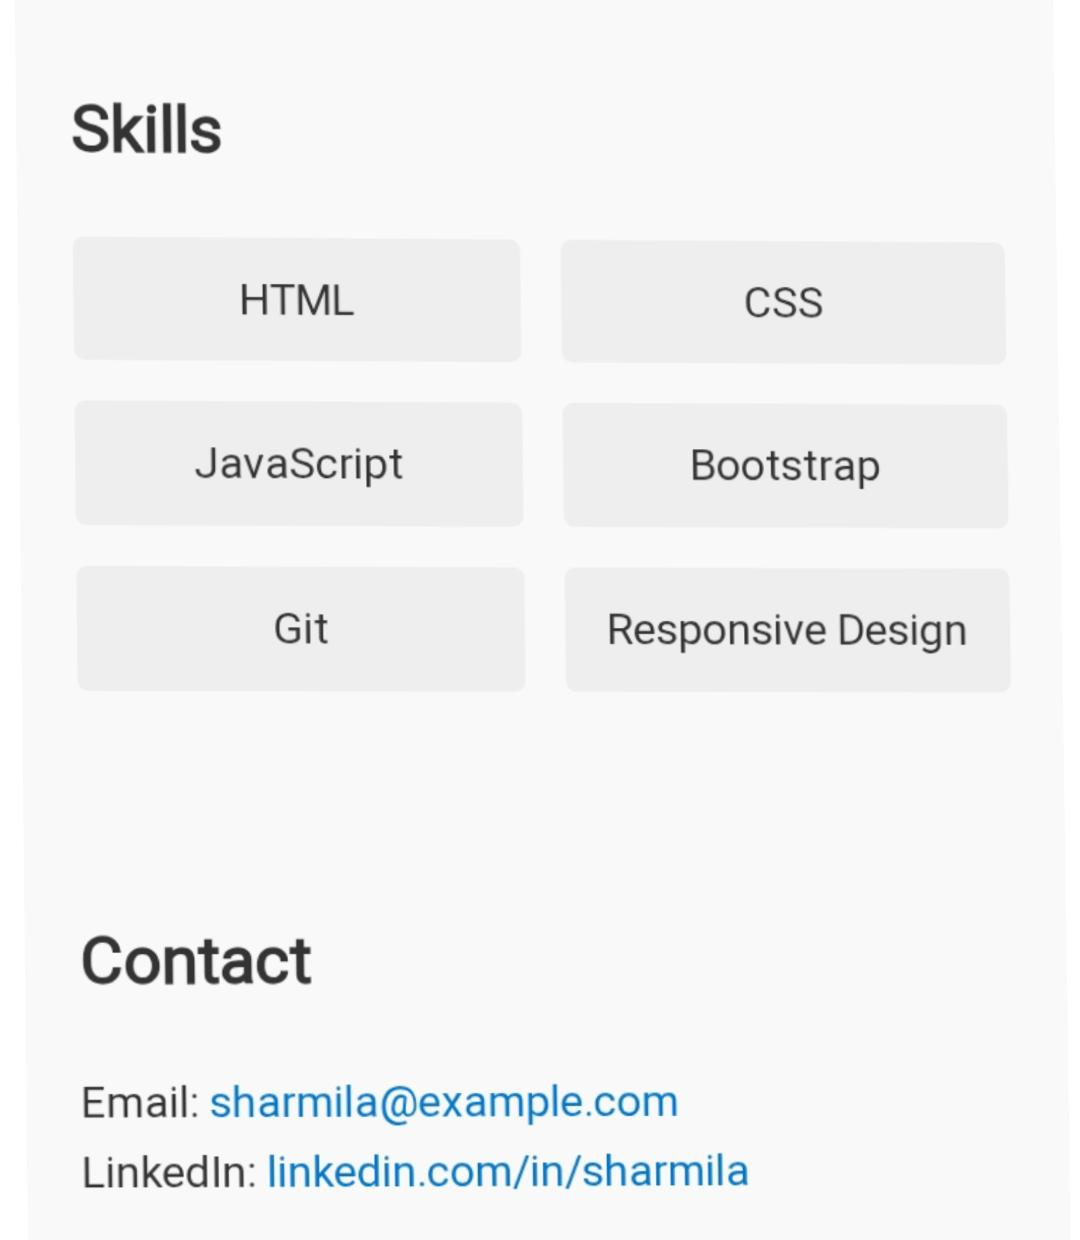 Skills
HTML
CSS
JavaScript
Bootstrap
Git
Responsive Design
Contact
Email: sharmila@example.com
LinkedIn: linkedin.com/in/sharmila